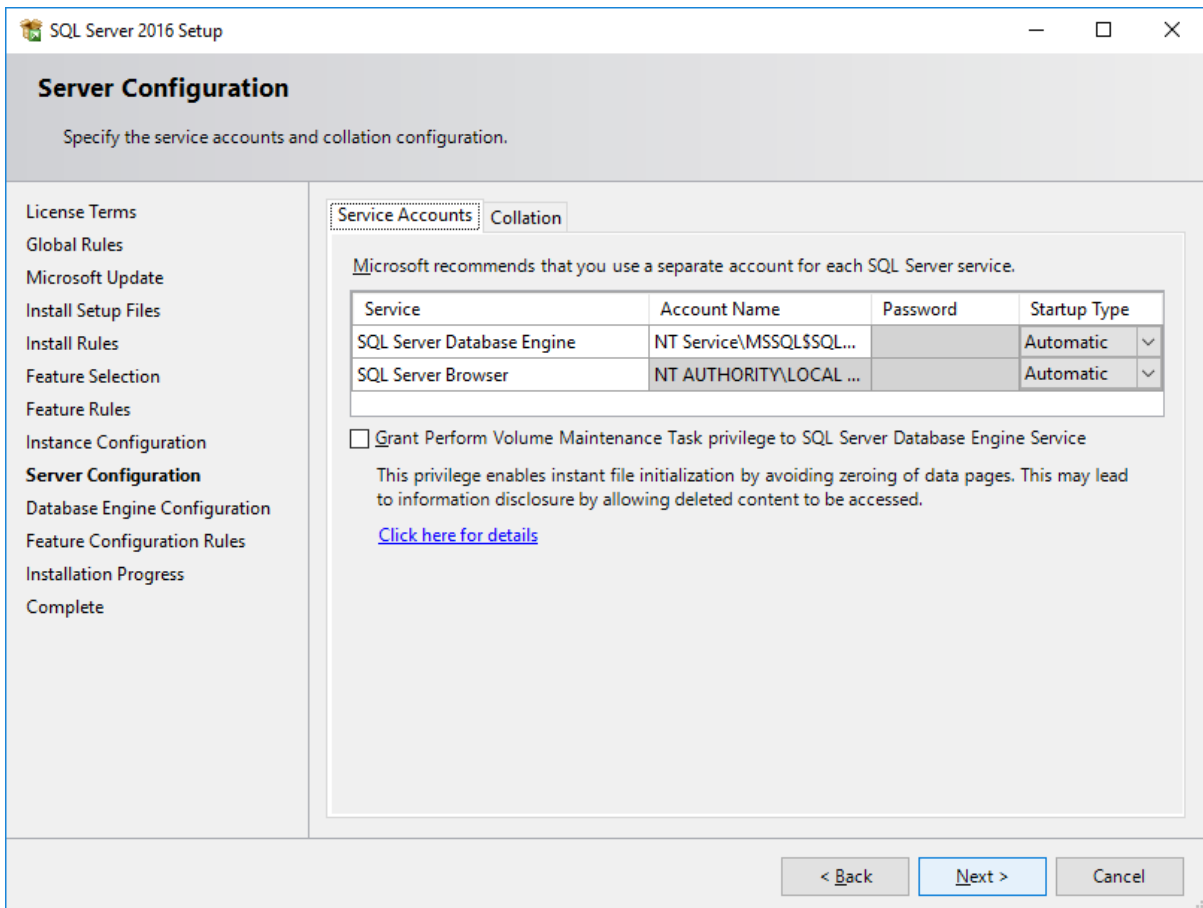 SQL Server 2016 Setup
Server Configuration
Specify the service accounts and collation configuration.
License Terms
Global Rules
Microsoft Update
Install Setup Files
Install Rules
Feature Selection
Feature Rules
Instance Configuration
Server Configuration
Database Engine Configuration
Feature Configuration Rules
Installation Progress
Complete
Service Accounts Collation
Microsoft recommends that you use a separate account for each SQL Server service.
Service Account Name Password Startup Type
SQL Server Database Engine NT Service\MSSQL$SQL... Automatic
SQL Server Browser NT AUTHORITY\LOCAL ... Automatic
Grant Perform Volume Maintenance Task privilege to SQL Server Database Engine Service
This privilege enables instant file initialization by avoiding zeroing of data pages. This may lead
to information disclosure by allowing deleted content to be accessed.
Click here for details
< Back Next > Cancel